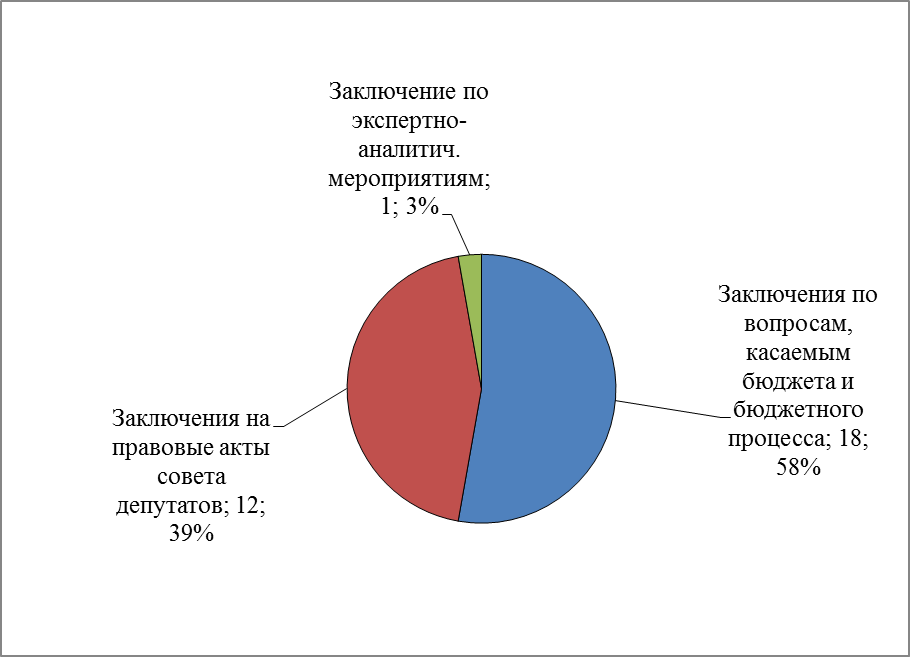 Заключение по
экспертно-
аналитич.
мероприятиям;
1; 3%
Заключения по
вопросам,
касаемым
бюджета и
бюджетного
процесса; 18;
58%
Заключения на
правовые акты
совета
депутатов; 12;
39%